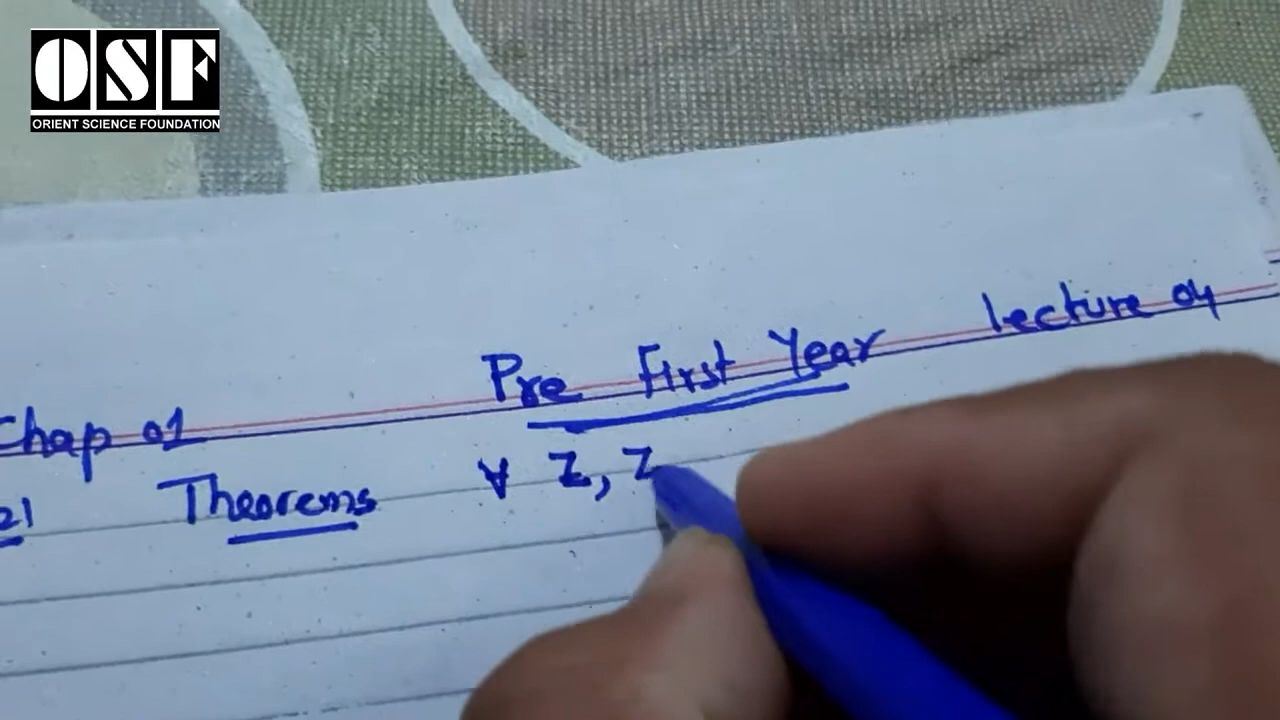 OSF
ORIENT SCIENCE FOUNDATION
lecture 04
Pre First Year
Chap 01
Theorems ∀ Z, Z